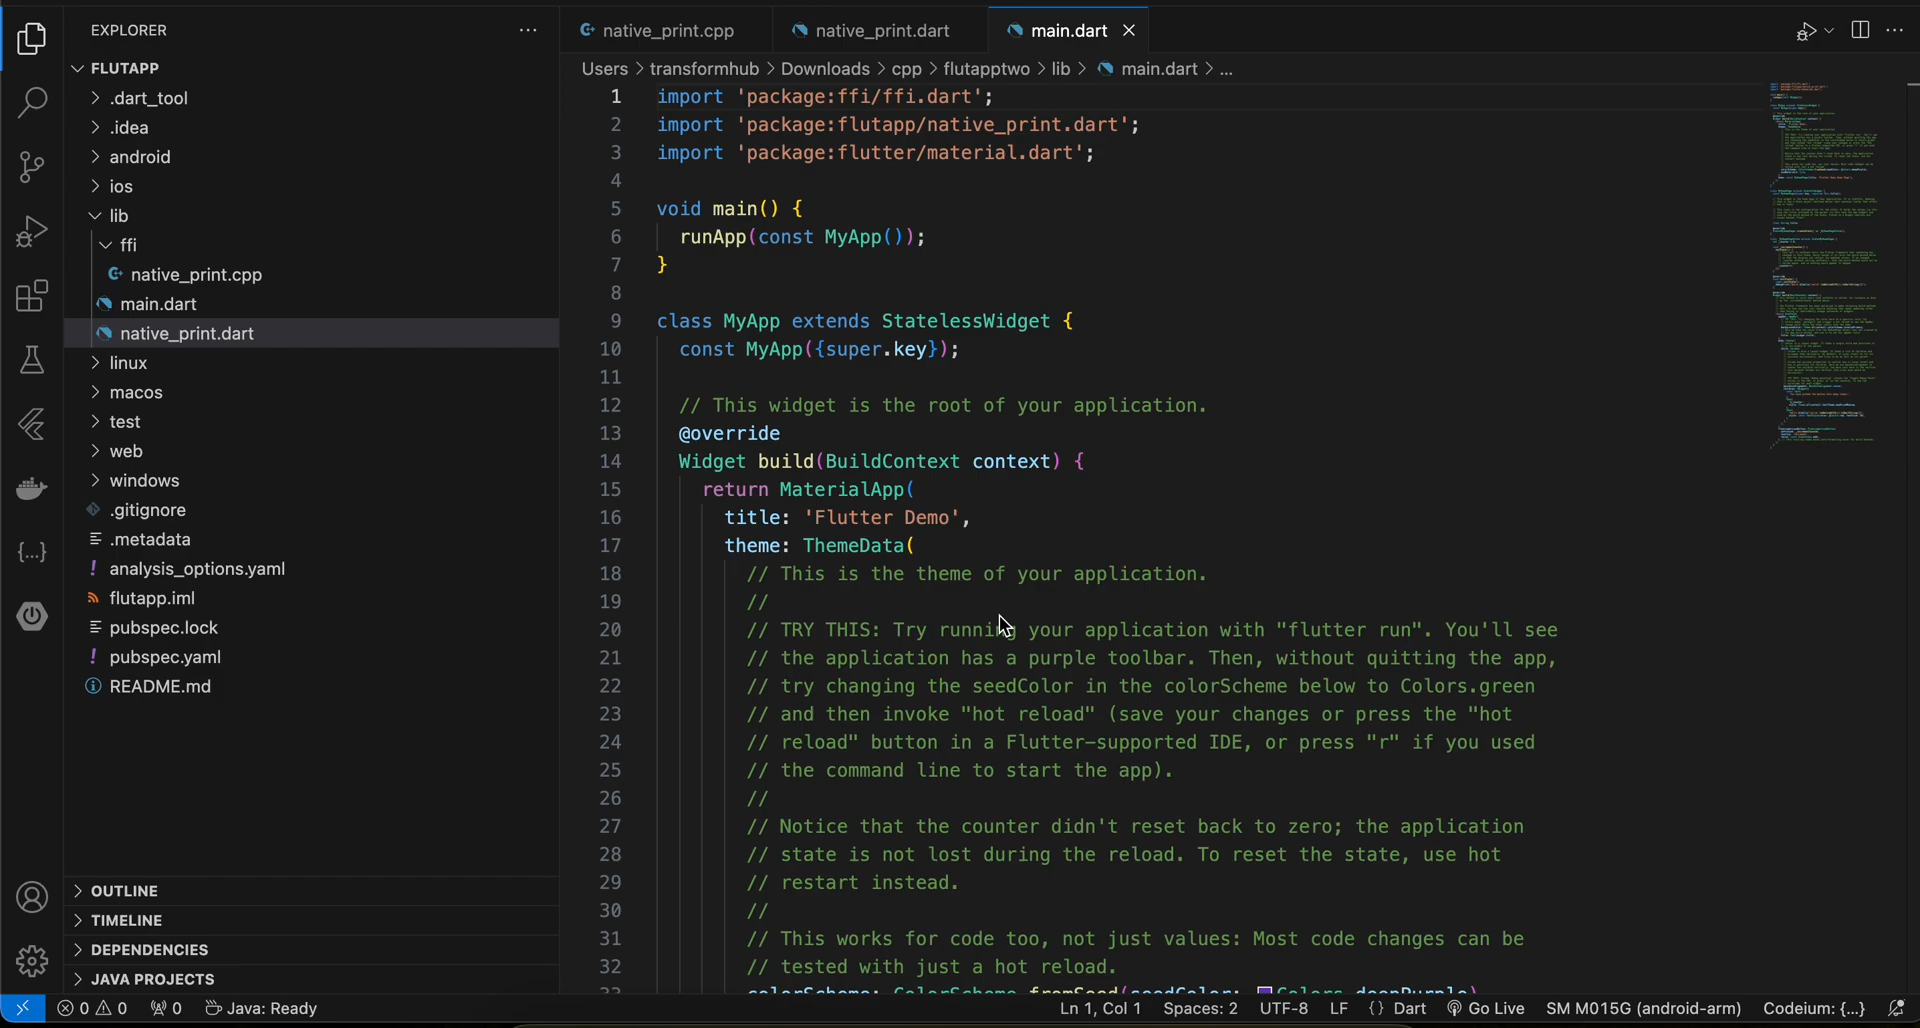 EXPLORER
native_print.cpp
native_print.dart
main.dart
Users > transformhub > Downloads > cpp > flutapptwo > lib > main.dart > ...
FLUTAPP
.dart_tool
.idea
android
ios
lib
ffi
native_print.cpp
main.dart
native_print.dart
linux
macos
test
web
windows
.gitignore
.metadata
! analysis_options.yaml
flutapp.iml
pubspec.lock
! pubspec.yaml
README.md
OUTLINE
TIMELINE
DEPENDENCIES
JAVA PROJECTS
1 import 'package:ffi/ffi.dart';
2 import 'package:flutapp/native_print.dart';
3 import 'package:flutter/material.dart';
4
5 void main() {
6 runApp(const MyApp());
7 }
8
9 class MyApp extends StatelessWidget {
10 const MyApp({super.key});
11
12 // This widget is the root of your application.
13 @override
14 Widget build(BuildContext context) {
15 return MaterialApp(
16 title: 'Flutter Demo',
17 theme: ThemeData(
18 // This is the theme of your application.
19 //
20 // TRY THIS: Try running your application with "flutter run". You'll see
21 // the application has a purple toolbar. Then, without quitting the app,
22 // try changing the seedColor in the colorScheme below to Colors.green
23 // and then invoke "hot reload" (save your changes or press the "hot
24 // reload" button in a Flutter-supported IDE, or press "r" if you used
25 // the command line to start the app).
26 //
27 // Notice that the counter didn't reset back to zero; the application
28 // state is not lost during the reload. To reset the state, use hot
29 // restart instead.
30 //
31 // This works for code too, not just values: Most code changes can be
32 // tested with just a hot reload.
33 colorScheme: ColorScheme.fromSeed(seedColor: Colors.deepPurple)
0 0 0 Java: Ready
Ln 1, Col 1 Spaces: 2 UTF-8 LF {} Dart Go Live SM M015G (android-arm) Codeium: {...}